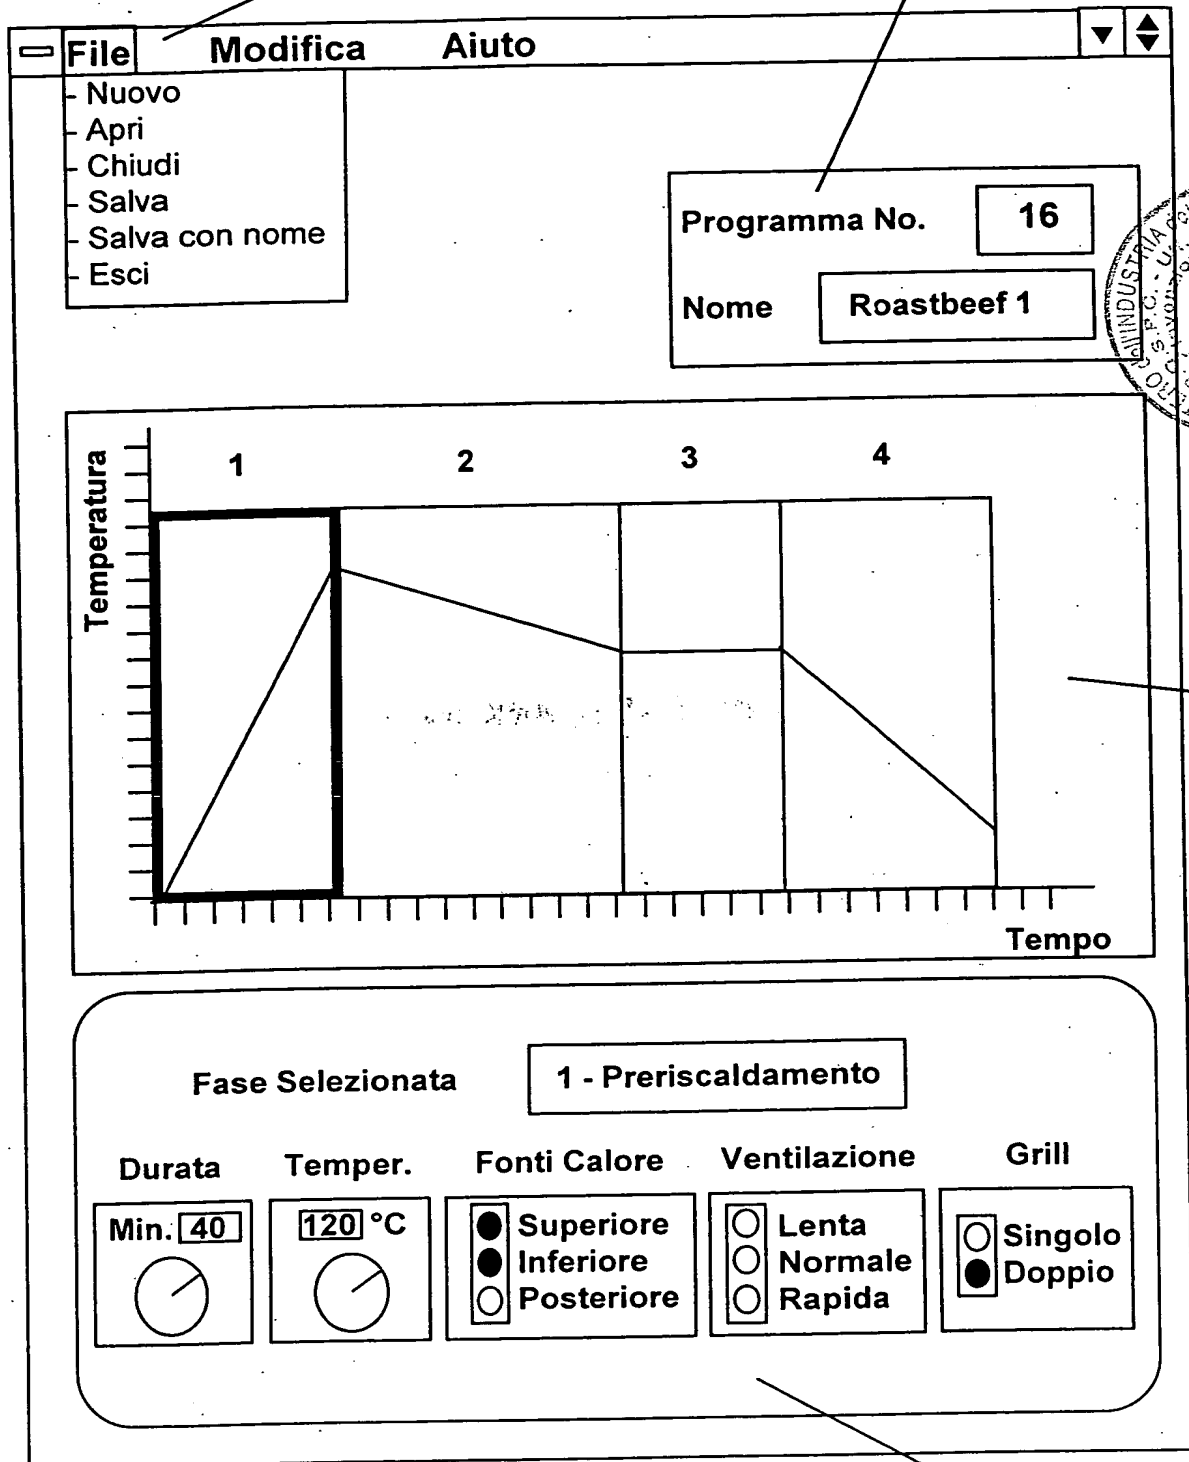 File Modifica Aiuto
- Nuovo
- Apri
- Chiudi
- Salva
- Salva con nome
- Esci
Programma No. 16
Nome Roastbeef 1
1 2 3 4
Temperatura
Tempo
Fase Selezionata 1 - Preriscaldamento
Durata Temper. Fonti Calore Ventilazione Grill
Min. 40 120 °C Superiore Lenta Singolo
Inferiore Normale Doppio
Posteriore Rapida